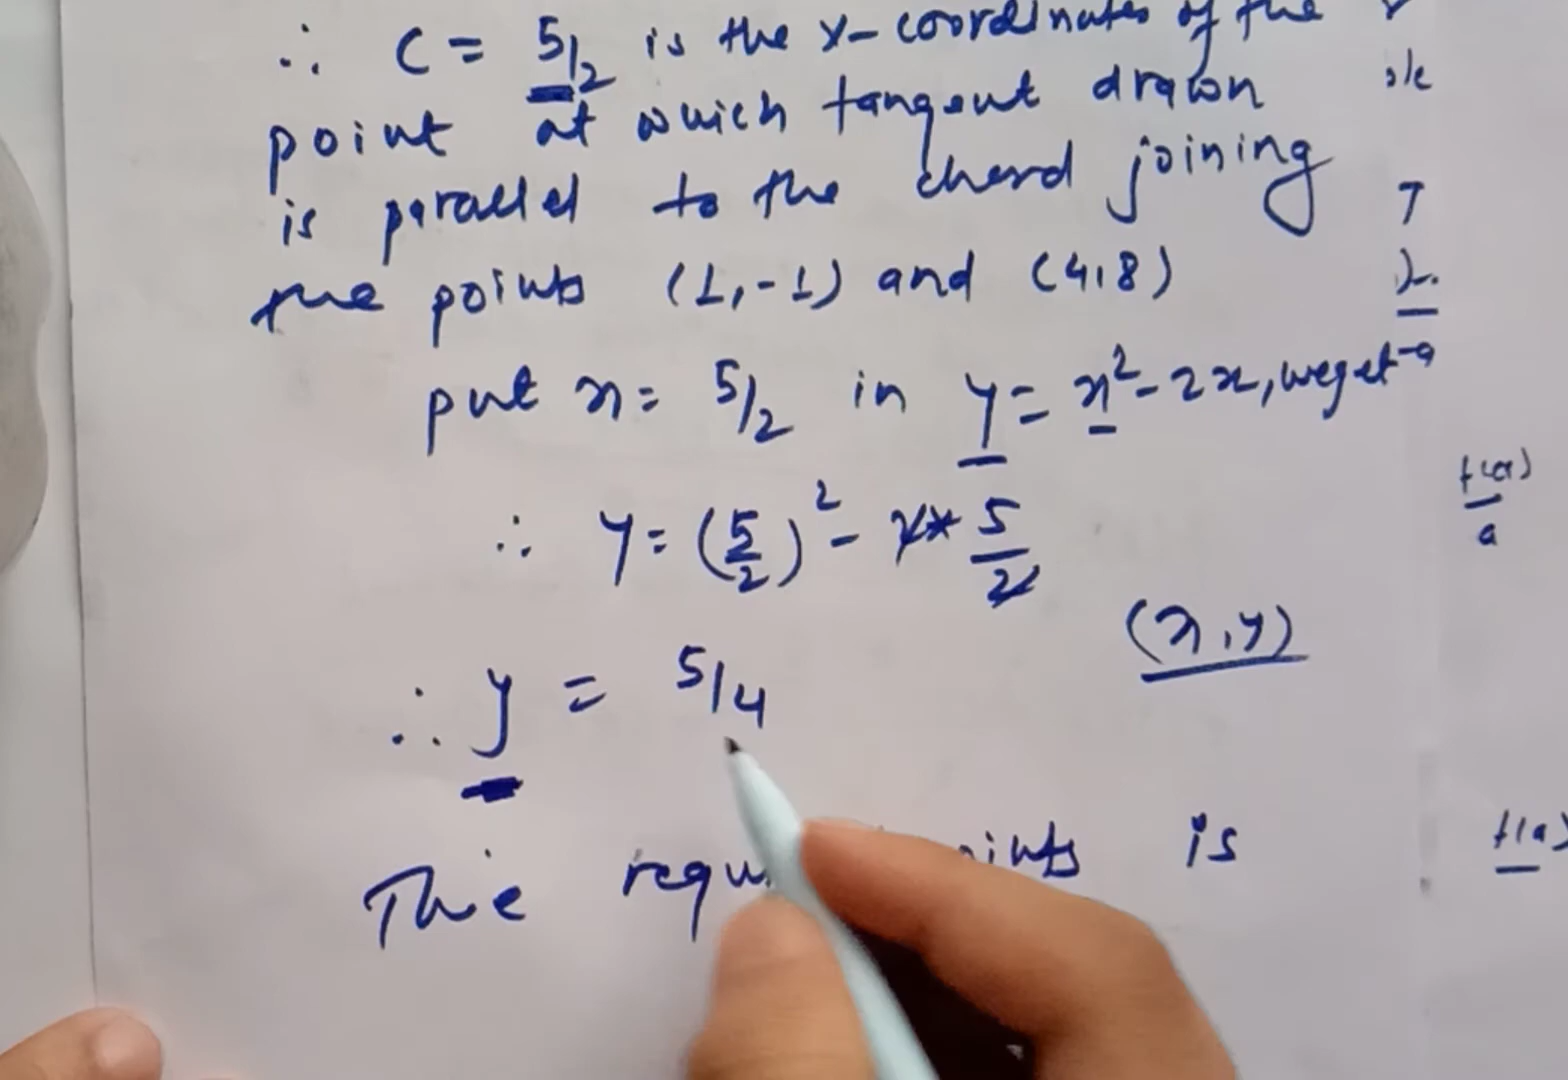 ∴ C = 5/2 is the x-coordinates of the
point at which tangent drawn
is parallel to the chord joining
the points (1,-1) and (4,8)
put x = 5/2 in y = x²-2x, we get
∴ y = (5/2)² - 2* 5/2
(x,y)
∴ y = 5/4
The is
f(a)
a
f(a)